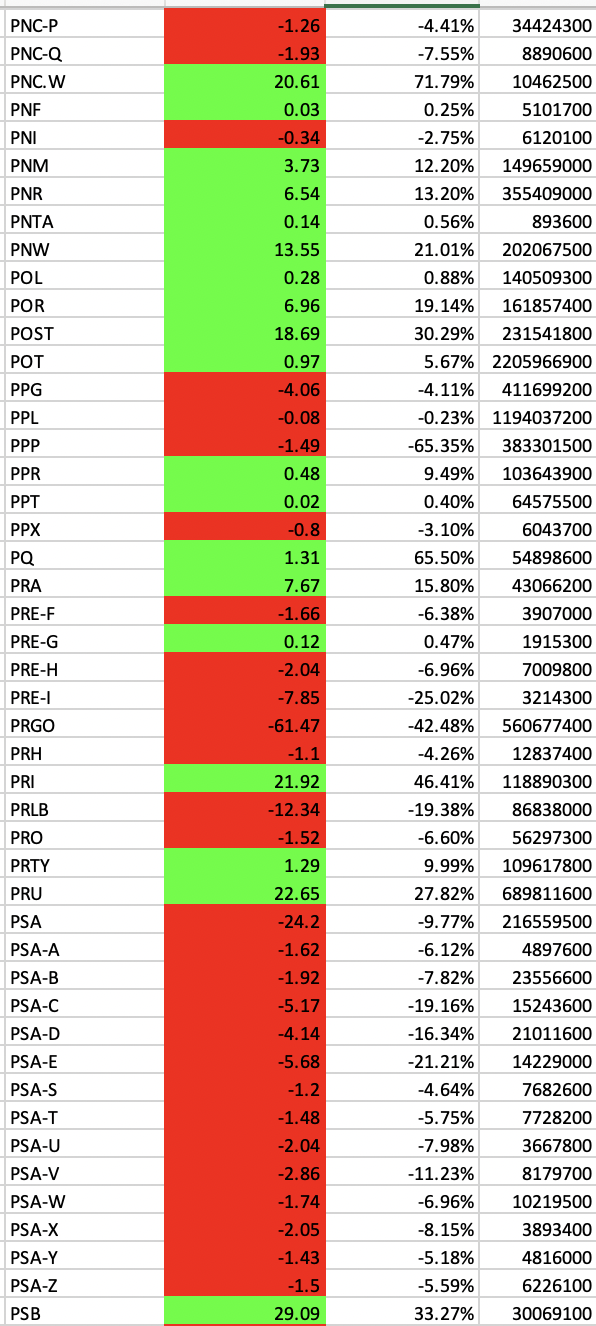 PNC-P -1.26 -4.41% 34424300
PNC-Q -1.93 -7.55% 8890600
PNC.W 20.61 71.79% 10462500
PNF 0.03 0.25% 5101700
PNI -0.34 -2.75% 6120100
PNM 3.73 12.20% 149659000
PNR 6.54 13.20% 355409000
PNTA 0.14 0.56% 893600
PNW 13.55 21.01% 202067500
POL 0.28 0.88% 140509300
POR 6.96 19.14% 161857400
POST 18.69 30.29% 231541800
POT 0.97 5.67% 2205966900
PPG -4.06 -4.11% 411699200
PPL -0.08 -0.23% 1194037200
PPP -1.49 -65.35% 383301500
PPR 0.48 9.49% 103643900
PPT 0.02 0.40% 64575500
PPX -0.8 -3.10% 6043700
PQ 1.31 65.50% 54898600
PRA 7.67 15.80% 43066200
PRE-F -1.66 -6.38% 3907000
PRE-G 0.12 0.47% 1915300
PRE-H -2.04 -6.96% 7009800
PRE-I -7.85 -25.02% 3214300
PRGO -61.47 -42.48% 560677400
PRH -1.1 -4.26% 12837400
PRI 21.92 46.41% 118890300
PRLB -12.34 -19.38% 86838000
PRO -1.52 -6.60% 56297300
PRTY 1.29 9.99% 109617800
PRU 22.65 27.82% 689811600
PSA -24.2 -9.77% 216559500
PSA-A -1.62 -6.12% 4897600
PSA-B -1.92 -7.82% 23556600
PSA-C -5.17 -19.16% 15243600
PSA-D -4.14 -16.34% 21011600
PSA-E -5.68 -21.21% 14229000
PSA-S -1.2 -4.64% 7682600
PSA-T -1.48 -5.75% 7728200
PSA-U -2.04 -7.98% 3667800
PSA-V -2.86 -11.23% 8179700
PSA-W -1.74 -6.96% 10219500
PSA-X -2.05 -8.15% 3893400
PSA-Y -1.43 -5.18% 4816000
PSA-Z -1.5 -5.59% 6226100
PSB 29.09 33.27% 30069100